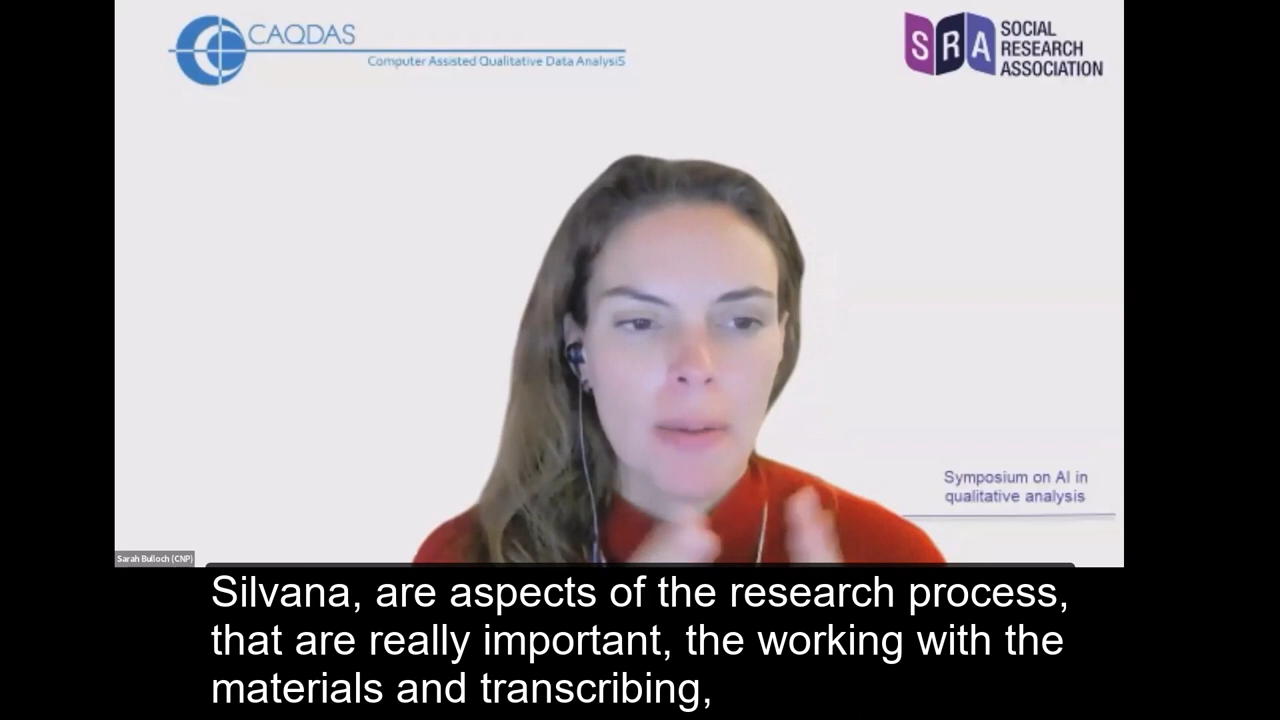 CAQDAS
Computer Assisted Qualitative Data AnalysiS
SRA
SOCIAL
RESEARCH
ASSOCIATION
Symposium on AI in
qualitative analysis
Sarah Bulloch (CNP)
Silvana, are aspects of the research process,
that are really important, the working with the
materials and transcribing,